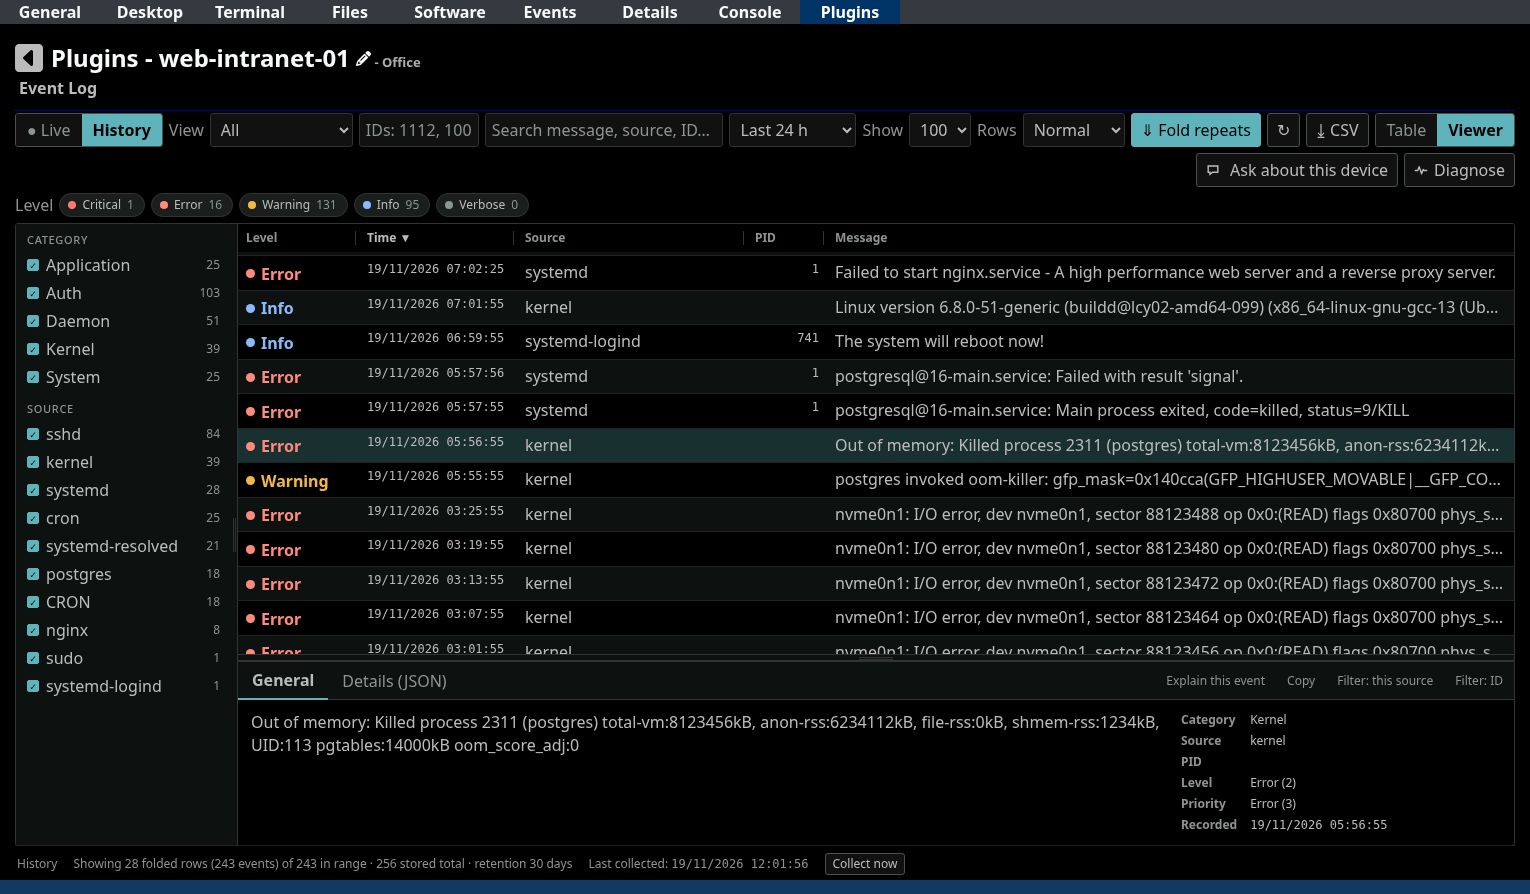 General Desktop Terminal Files Software Events Details Console Plugins
Plugins - web-intranet-01 - Office
Event Log
Live History View All IDs: 1112, 100 Search message, source, ID... Last 24 h Show 100 Rows Normal ⇓ Fold repeats ↻ ⤓ CSV Table Viewer
Ask about this device Diagnose
Level Critical 1 Error 16 Warning 131 Info 95 Verbose 0
CATEGORY
Application 25
Auth 103
Daemon 51
Kernel 39
System 25
SOURCE
sshd 84
kernel 39
systemd 28
cron 25
systemd-resolved 21
postgres 18
CRON 18
nginx 8
sudo 1
systemd-logind 1
Level Time ▼ Source PID Message
Error 19/11/2026 07:02:25 systemd 1 Failed to start nginx.service - A high performance web server and a reverse proxy server.
Info 19/11/2026 07:01:55 kernel Linux version 6.8.0-51-generic (buildd@lcy02-amd64-099) (x86_64-linux-gnu-gcc-13 (Ub...
Info 19/11/2026 06:59:55 systemd-logind 741 The system will reboot now!
Error 19/11/2026 05:57:56 systemd 1 postgresql@16-main.service: Failed with result 'signal'.
Error 19/11/2026 05:57:55 systemd 1 postgresql@16-main.service: Main process exited, code=killed, status=9/KILL
Error 19/11/2026 05:56:55 kernel Out of memory: Killed process 2311 (postgres) total-vm:8123456kB, anon-rss:6234112k...
Warning 19/11/2026 05:55:55 kernel postgres invoked oom-killer: gfp_mask=0x140cca(GFP_HIGHUSER_MOVABLE|__GFP_CO...
Error 19/11/2026 03:25:55 kernel nvme0n1: I/O error, dev nvme0n1, sector 88123488 op 0x0:(READ) flags 0x80700 phys_s...
Error 19/11/2026 03:19:55 kernel nvme0n1: I/O error, dev nvme0n1, sector 88123480 op 0x0:(READ) flags 0x80700 phys_s...
Error 19/11/2026 03:13:55 kernel nvme0n1: I/O error, dev nvme0n1, sector 88123472 op 0x0:(READ) flags 0x80700 phys_s...
Error 19/11/2026 03:07:55 kernel nvme0n1: I/O error, dev nvme0n1, sector 88123464 op 0x0:(READ) flags 0x80700 phys_s...
Error 19/11/2026 03:01:55 kernel nvme0n1: I/O error, dev nvme0n1, sector 88123456 op 0x0:(READ) flags 0x80700 phys_s...
General Details (JSON) Explain this event Copy Filter: this source Filter: ID
Out of memory: Killed process 2311 (postgres) total-vm:8123456kB, anon-rss:6234112kB, file-rss:0kB, shmem-rss:1234kB,
UID:113 pgtables:14000kB oom_score_adj:0
Category Kernel
Source kernel
PID
Level Error (2)
Priority Error (3)
Recorded 19/11/2026 05:56:55
History Showing 28 folded rows (243 events) of 243 in range · 256 stored total · retention 30 days Last collected: 19/11/2026 12:01:56 Collect now